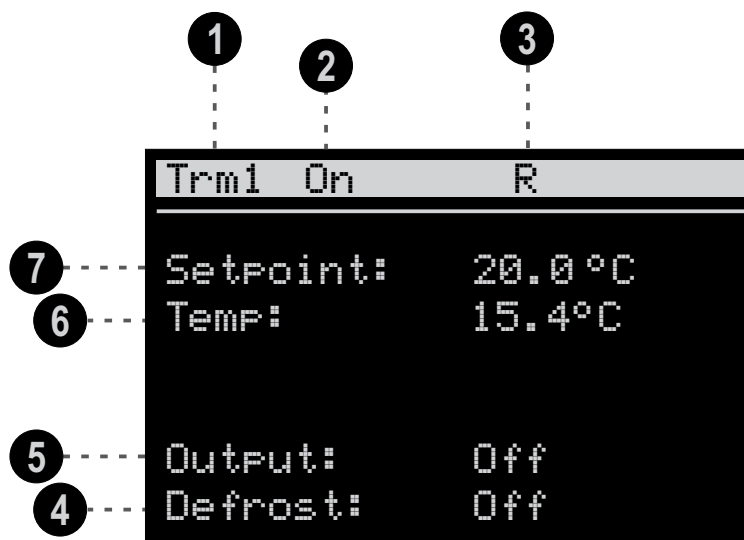 1 2 3
Trm1 On R
7 Setpoint: 20.0°C
6 Temp: 15.4°C
5 Output: Off
4 Defrost: Off